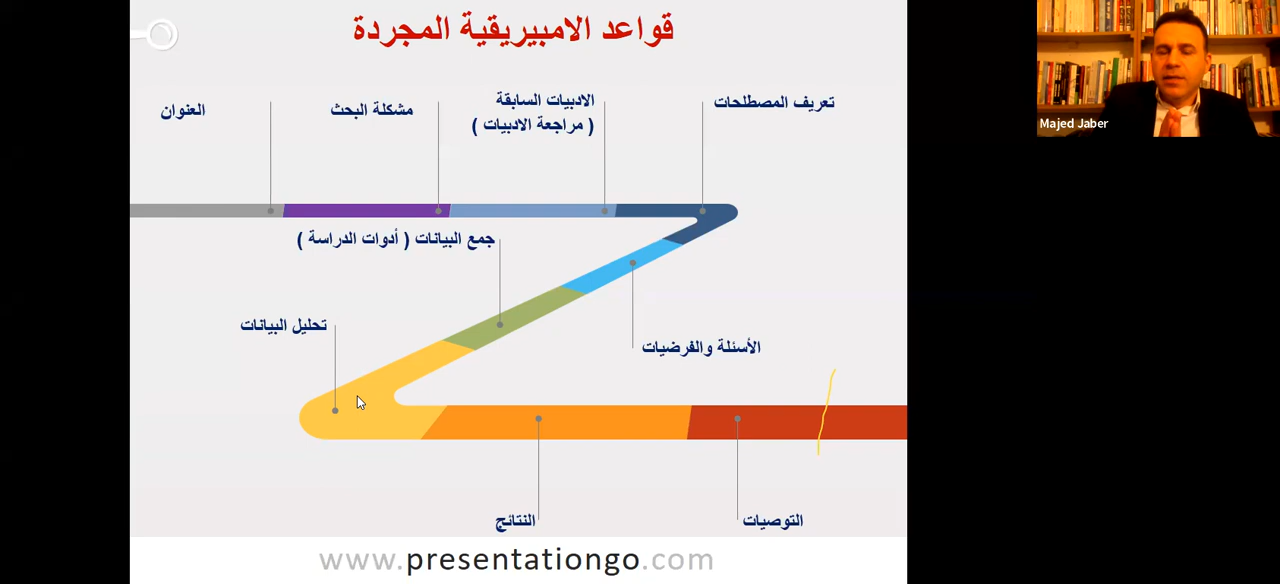 قواعد الامبيريقية المجردة
العنوان
مشكلة البحث
الادبيات السابقة
( مراجعة الادبيات )
تعريف المصطلحات
Majed Jaber
جمع البيانات ( أدوات الدراسة )
تحليل البيانات
الأسئلة والفرضيات
النتائج
التوصيات
www.presentationgo.com